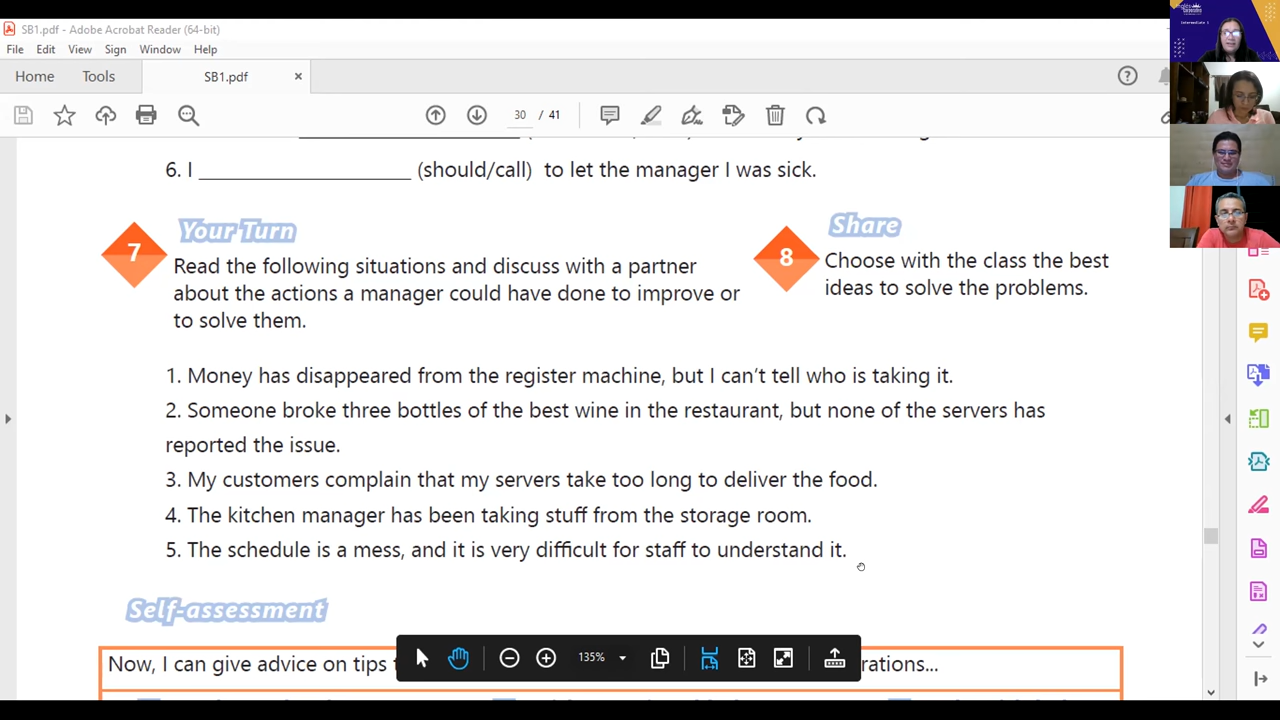 SB1.pdf - Adobe Acrobat Reader (64-bit)
File Edit View Sign Window Help
Home Tools SB1.pdf ×
30 / 41
6. I ____________________ (should/call) to let the manager I was sick.
7 Your Turn
Read the following situations and discuss with a partner
about the actions a manager could have done to improve or
to solve them.
8 Share
Choose with the class the best
ideas to solve the problems.
1. Money has disappeared from the register machine, but I can't tell who is taking it.
2. Someone broke three bottles of the best wine in the restaurant, but none of the servers has
reported the issue.
3. My customers complain that my servers take too long to deliver the food.
4. The kitchen manager has been taking stuff from the storage room.
5. The schedule is a mess, and it is very difficult for staff to understand it.
Self-assessment
Now, I can give advice on tips
135%
Intermediate